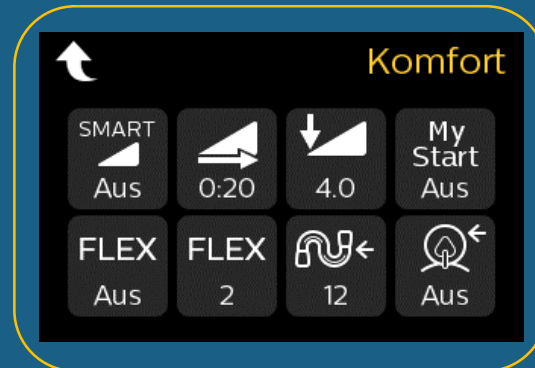 Komfort
SMART
Aus
0:20
4.0
My
Start
Aus
FLEX
Aus
FLEX
2
12
Aus